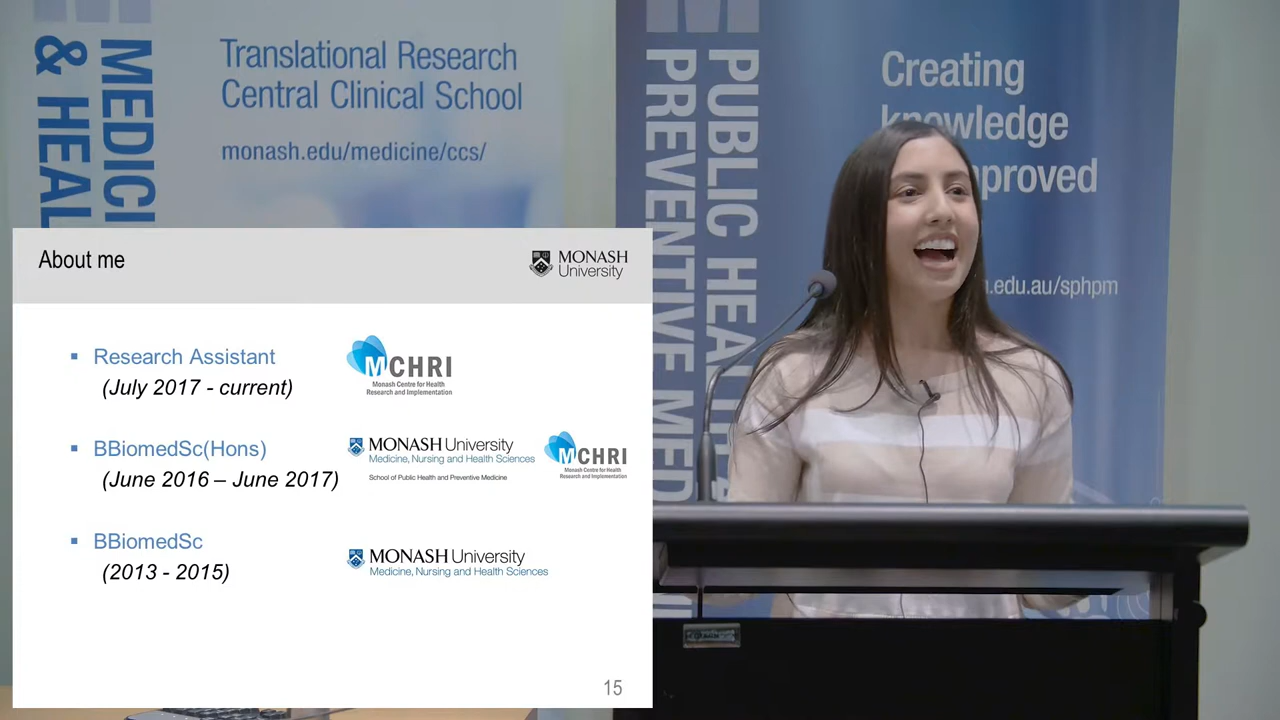 MEDICI
& HEAL
Translational Research
Central Clinical School
monash.edu/medicine/ccs/
PUBLIC HEALTH
PREVENTIVE MED
Creating
knowledge
proved
.edu.au/sphpm
About me
MONASH
University
Research Assistant
(July 2017 - current)
MCHRI
Monash Centre for Health
Research and Implementation
BBiomedSc(Hons)
(June 2016 – June 2017)
MONASH University
Medicine, Nursing and Health Sciences
School of Public Health and Preventive Medicine
MCHRI
Monash Centre for Health
Research and Implementation
BBiomedSc
(2013 - 2015)
MONASH University
Medicine, Nursing and Health Sciences
15